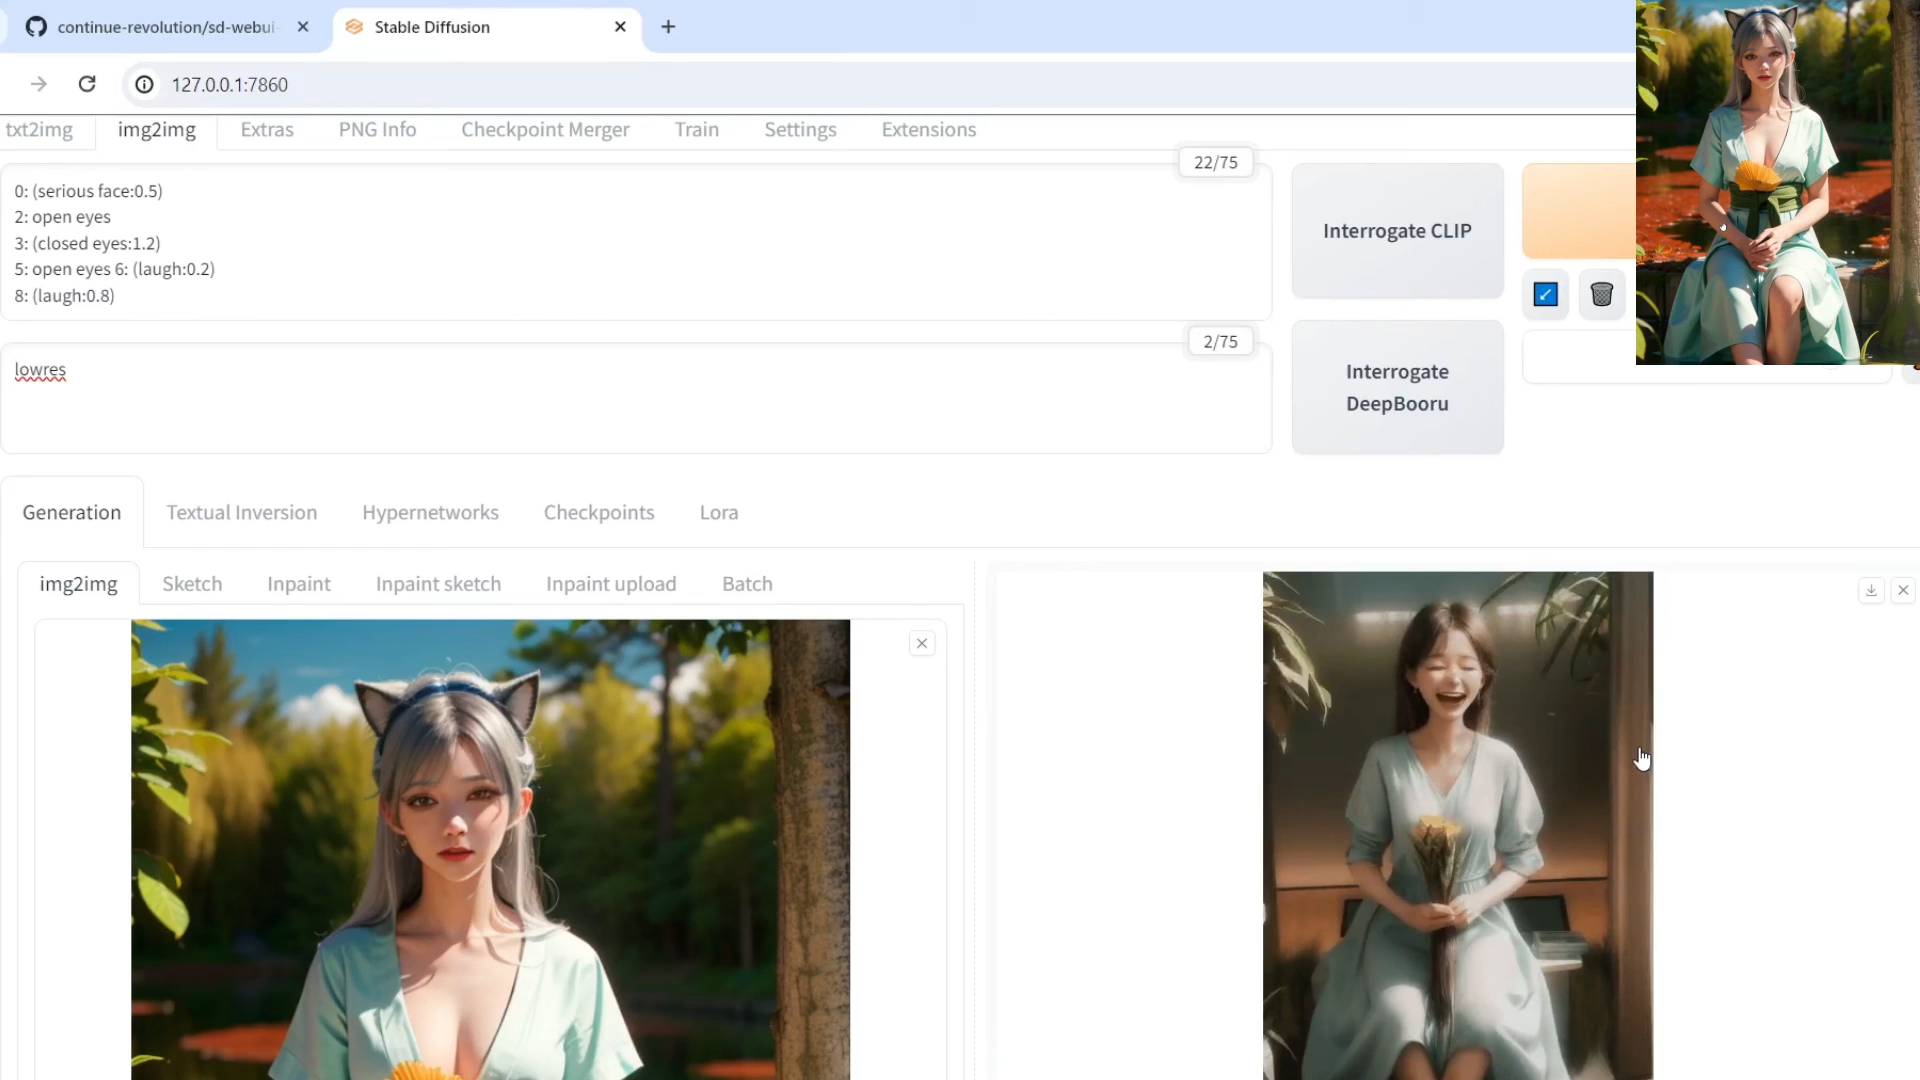 continue-revolution/sd-webui-
Stable Diffusion
127.0.0.1:7860
txt2img img2img Extras PNG Info Checkpoint Merger Train Settings Extensions
22/75
0: (serious face:0.5)
2: open eyes
3: (closed eyes:1.2)
5: open eyes 6: (laugh:0.2)
8: (laugh:0.8)
Interrogate CLIP
2/75
lowres
Interrogate
DeepBooru
Generation Textual Inversion Hypernetworks Checkpoints Lora
img2img Sketch Inpaint Inpaint sketch Inpaint upload Batch